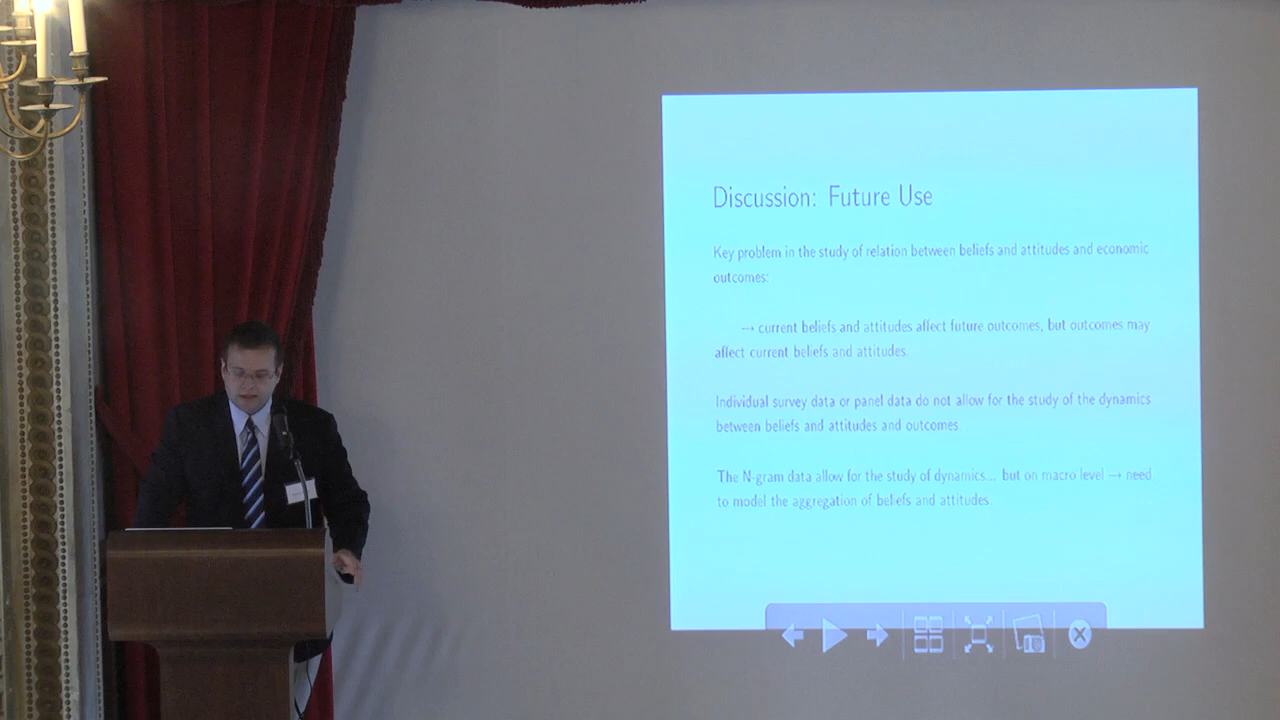 Discussion: Future Use
Key problem in the study of relation between beliefs and attitudes and economic
outcomes:
→ current beliefs and attitudes affect future outcomes, but outcomes may
affect current beliefs and attitudes.
Individual survey data or panel data do not allow for the study of the dynamics
between beliefs and attitudes and outcomes.
The N-gram data allow for the study of dynamics... but on macro level → need
to model the aggregation of beliefs and attitudes.